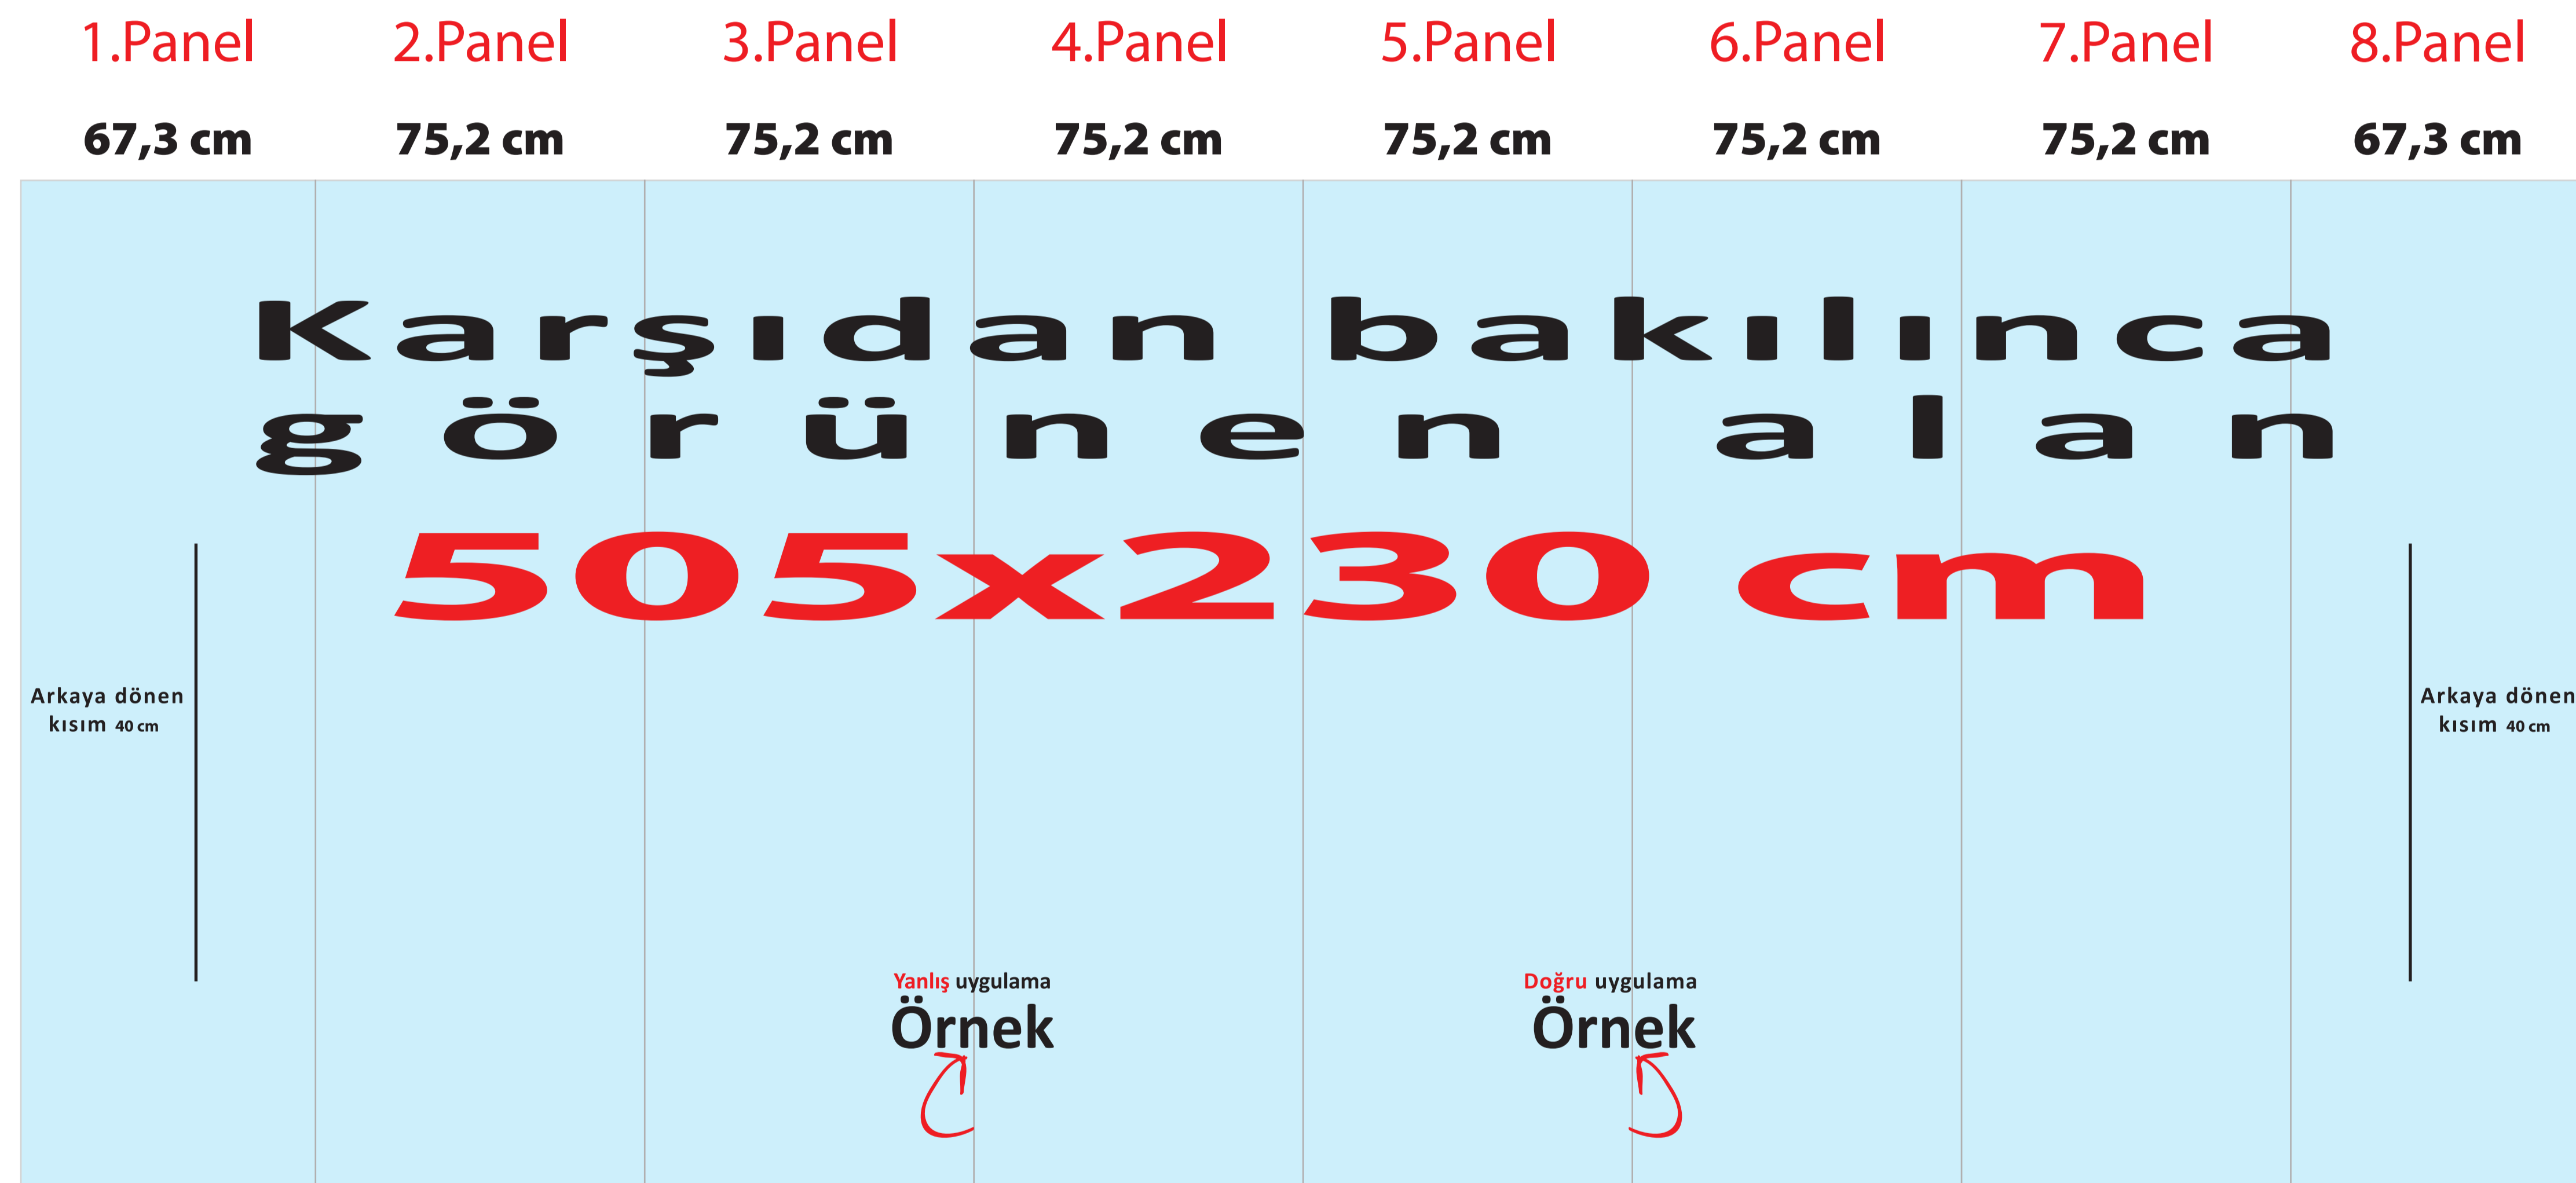 1.Panel 2.Panel 3.Panel 4.Panel 5.Panel 6.Panel 7.Panel 8.Panel
67,3 cm 75,2 cm 75,2 cm 75,2 cm 75,2 cm 75,2 cm 75,2 cm 67,3 cm
Karşıdan bakılınca
görünen alan
505x230 cm
Arkaya dönen
kısım 40 cm
Arkaya dönen
kısım 40 cm
Yanlış uygulama
Örnek
Doğru uygulama
Örnek